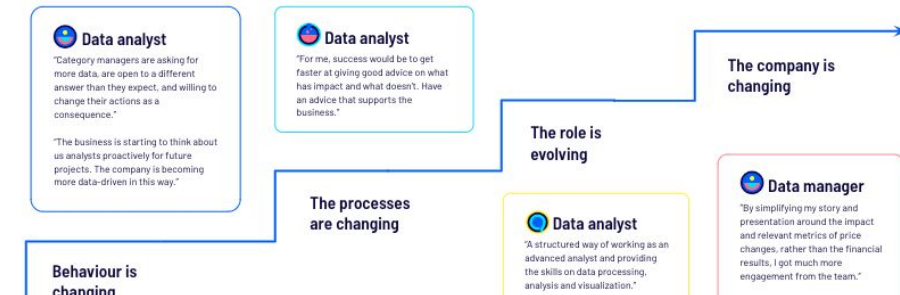 Data analyst
"Category managers are asking for
more data, are open to a different
answer than they expect, and willing to
change their actions as a
consequence."
"The business is starting to think about
us analysts proactively for future
projects. The company is becoming
more data-driven in this way."
Data analyst
"For me, success would be to get
faster at giving good advice on what
has impact and what doesn't. Have
an advice that supports the
business."
The company is
changing
The role is
evolving
The processes
are changing
Behaviour is
changing
Data analyst
"A structured way of working as an
advanced analyst and providing
the skills on data processing,
analysis and visualization."
Data manager
"By simplifying my story and
presentation around the impact
and relevant metrics of price
changes, rather than the financial
results, I got much more
engagement from the team."